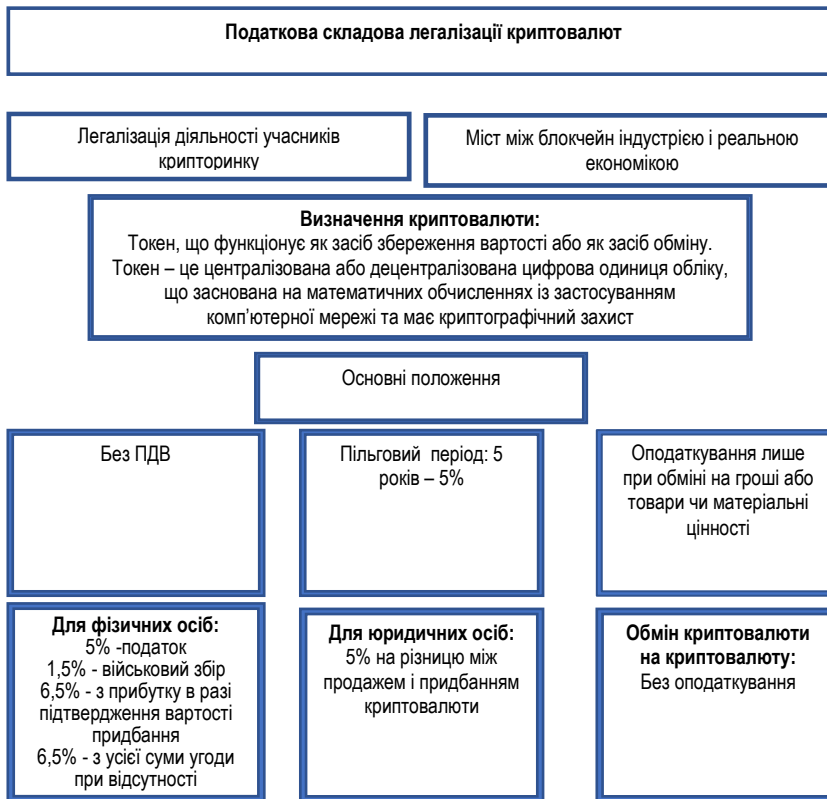 Податкова складова легалізації криптовалют
Легалізація діяльності учасників
крипторинку
Міст між блокчейн індустрією і реальною
економікою
Визначення криптовалюти:
Токен, що функціонує як засіб збереження вартості або як засіб обміну.
Токен – це централізована або децентралізована цифрова одиниця обліку,
що заснована на математичних обчисленнях із застосуванням
комп’ютерної мережі та має криптографічний захист
Основні положення
Без ПДВ
Пільговий період: 5
років – 5%
Оподаткування лише
при обміні на гроші або
товари чи матеріальні
цінності
Для фізичних осіб:
5% -податок
1,5% - військовий збір
6,5% - з прибутку в разі
підтвердження вартості
придбання
6,5% - з усієї суми угоди
при відсутності
Для юридичних осіб:
5% на різницю між
продажем і придбанням
криптовалюти
Обмін криптовалюти
на криптовалюту:
Без оподаткування